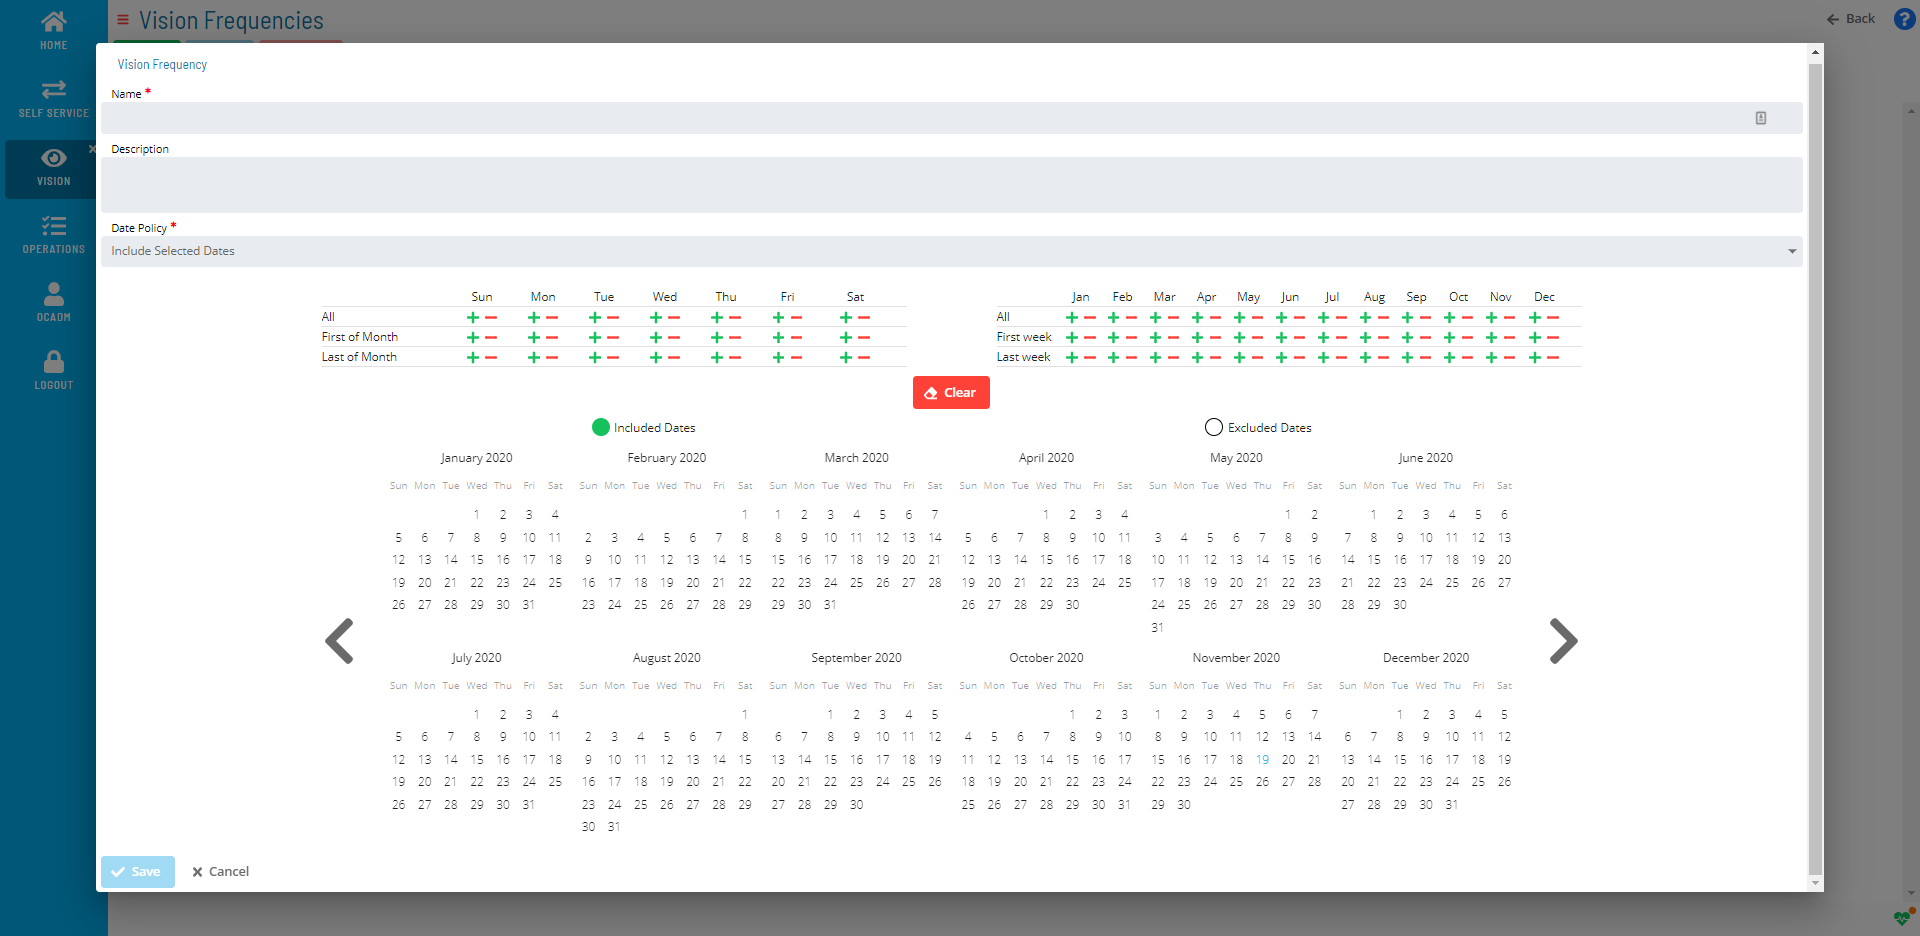 Vision Frequencies
Back
?
HOME
SELF SERVICE
VISION
OPERATIONS
OCADM
LOGOUT
Vision Frequency
Name *
Description
Date Policy *
Include Selected Dates
Sun Mon Tue Wed Thu Fri Sat
All
First of Month
Last of Month
Jan Feb Mar Apr May Jun Jul Aug Sep Oct Nov Dec
All
First week
Last week
Clear
Included Dates
Excluded Dates
January 2020
Sun Mon Tue Wed Thu Fri Sat
1 2 3 4
5 6 7 8 9 10 11
12 13 14 15 16 17 18
19 20 21 22 23 24 25
26 27 28 29 30 31
February 2020
Sun Mon Tue Wed Thu Fri Sat
1
2 3 4 5 6 7 8
9 10 11 12 13 14 15
16 17 18 19 20 21 22
23 24 25 26 27 28 29
March 2020
Sun Mon Tue Wed Thu Fri Sat
1 2 3 4 5 6 7
8 9 10 11 12 13 14
15 16 17 18 19 20 21
22 23 24 25 26 27 28
29 30 31
April 2020
Sun Mon Tue Wed Thu Fri Sat
1 2 3 4
5 6 7 8 9 10 11
12 13 14 15 16 17 18
19 20 21 22 23 24 25
26 27 28 29 30
May 2020
Sun Mon Tue Wed Thu Fri Sat
1 2
3 4 5 6 7 8 9
10 11 12 13 14 15 16
17 18 19 20 21 22 23
24 25 26 27 28 29 30
31
June 2020
Sun Mon Tue Wed Thu Fri Sat
1 2 3 4 5 6
7 8 9 10 11 12 13
14 15 16 17 18 19 20
21 22 23 24 25 26 27
28 29 30
July 2020
Sun Mon Tue Wed Thu Fri Sat
1 2 3 4
5 6 7 8 9 10 11
12 13 14 15 16 17 18
19 20 21 22 23 24 25
26 27 28 29 30 31
August 2020
Sun Mon Tue Wed Thu Fri Sat
1
2 3 4 5 6 7 8
9 10 11 12 13 14 15
16 17 18 19 20 21 22
23 24 25 26 27 28 29
30 31
September 2020
Sun Mon Tue Wed Thu Fri Sat
1 2 3 4 5
6 7 8 9 10 11 12
13 14 15 16 17 18 19
20 21 22 23 24 25 26
27 28 29 30
October 2020
Sun Mon Tue Wed Thu Fri Sat
1 2 3
4 5 6 7 8 9 10
11 12 13 14 15 16 17
18 19 20 21 22 23 24
25 26 27 28 29 30 31
November 2020
Sun Mon Tue Wed Thu Fri Sat
1 2 3 4 5 6 7
8 9 10 11 12 13 14
15 16 17 18 19 20 21
22 23 24 25 26 27 28
29 30
December 2020
Sun Mon Tue Wed Thu Fri Sat
1 2 3 4 5
6 7 8 9 10 11 12
13 14 15 16 17 18 19
20 21 22 23 24 25 26
27 28 29 30 31
Save
Cancel